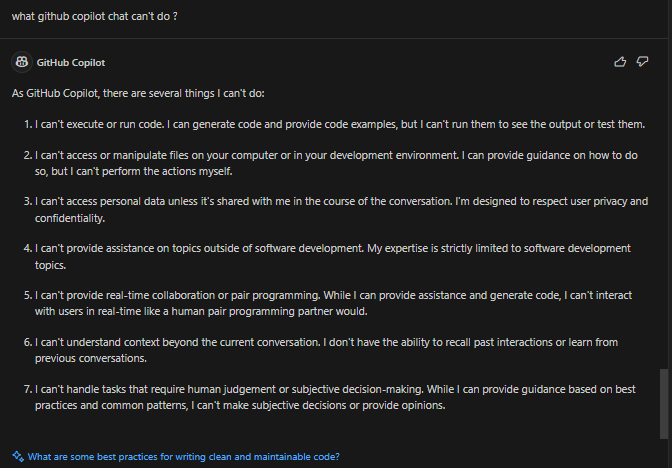 what github copilot chat can't do ?
GitHub Copilot
As GitHub Copilot, there are several things I can't do:
1. I can't execute or run code. I can generate code and provide code examples, but I can't run them to see the output or test them.
2. I can't access or manipulate files on your computer or in your development environment. I can provide guidance on how to do
so, but I can't perform the actions myself.
3. I can't access personal data unless it's shared with me in the course of the conversation. I'm designed to respect user privacy and
confidentiality.
4. I can't provide assistance on topics outside of software development. My expertise is strictly limited to software development
topics.
5. I can't provide real-time collaboration or pair programming. While I can provide assistance and generate code, I can't interact
with users in real-time like a human pair programming partner would.
6. I can't understand context beyond the current conversation. I don't have the ability to recall past interactions or learn from
previous conversations.
7. I can't handle tasks that require human judgement or subjective decision-making. While I can provide guidance based on best
practices and common patterns, I can't make subjective decisions or provide opinions.
What are some best practices for writing clean and maintainable code?